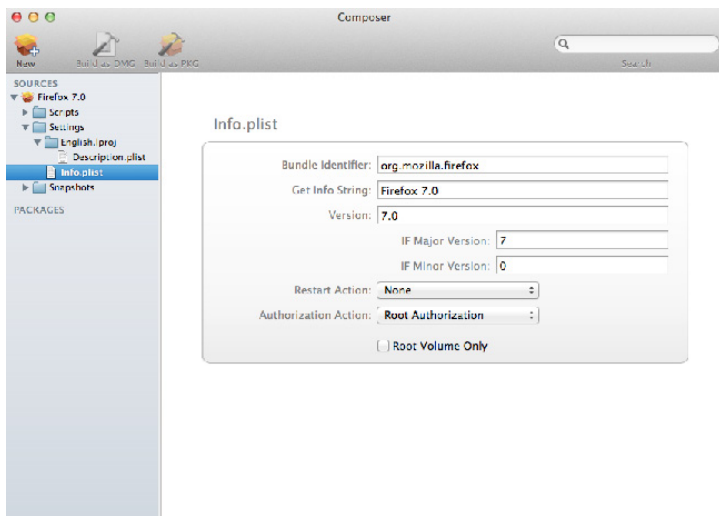 Composer
New
Build as DMG
Build as PKG
Search
SOURCES
Firefox 7.0
Scripts
Settings
English.lproj
Description.plist
Info.plist
Snapshots
PACKAGES
Info.plist
Bundle Identifier: org.mozilla.firefox
Get Info String: Firefox 7.0
Version: 7.0
IF Major Version: 7
IF Minor Version: 0
Restart Action: None
Authorization Action: Root Authorization
Root Volume Only